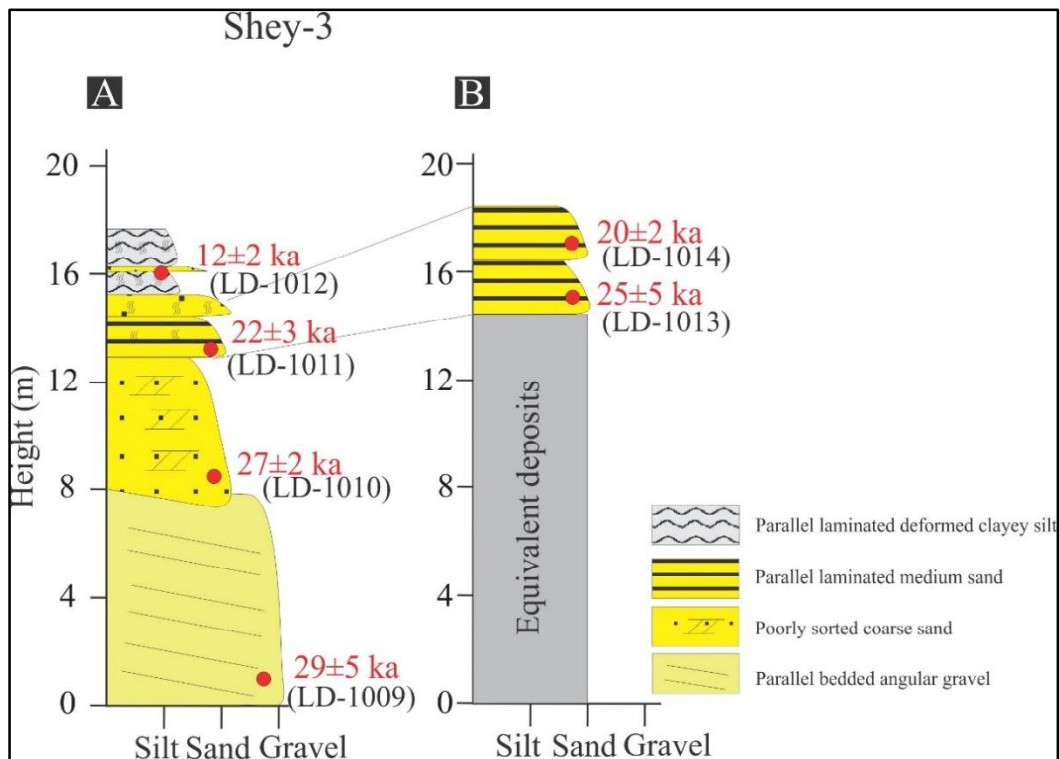 Shey-3
A
20
16
12
8
4
0
Height (m)
12±2 ka
(LD-1012)
22±3 ka
(LD-1011)
27±2 ka
(LD-1010)
29±5 ka
(LD-1009)
Silt Sand Gravel
B
20
16
12
8
4
0
20±2 ka
(LD-1014)
25±5 ka
(LD-1013)
Equivalent deposits
Silt Sand Gravel
Parallel laminated deformed clayey silt
Parallel laminated medium sand
Poorly sorted coarse sand
Parallel bedded angular gravel